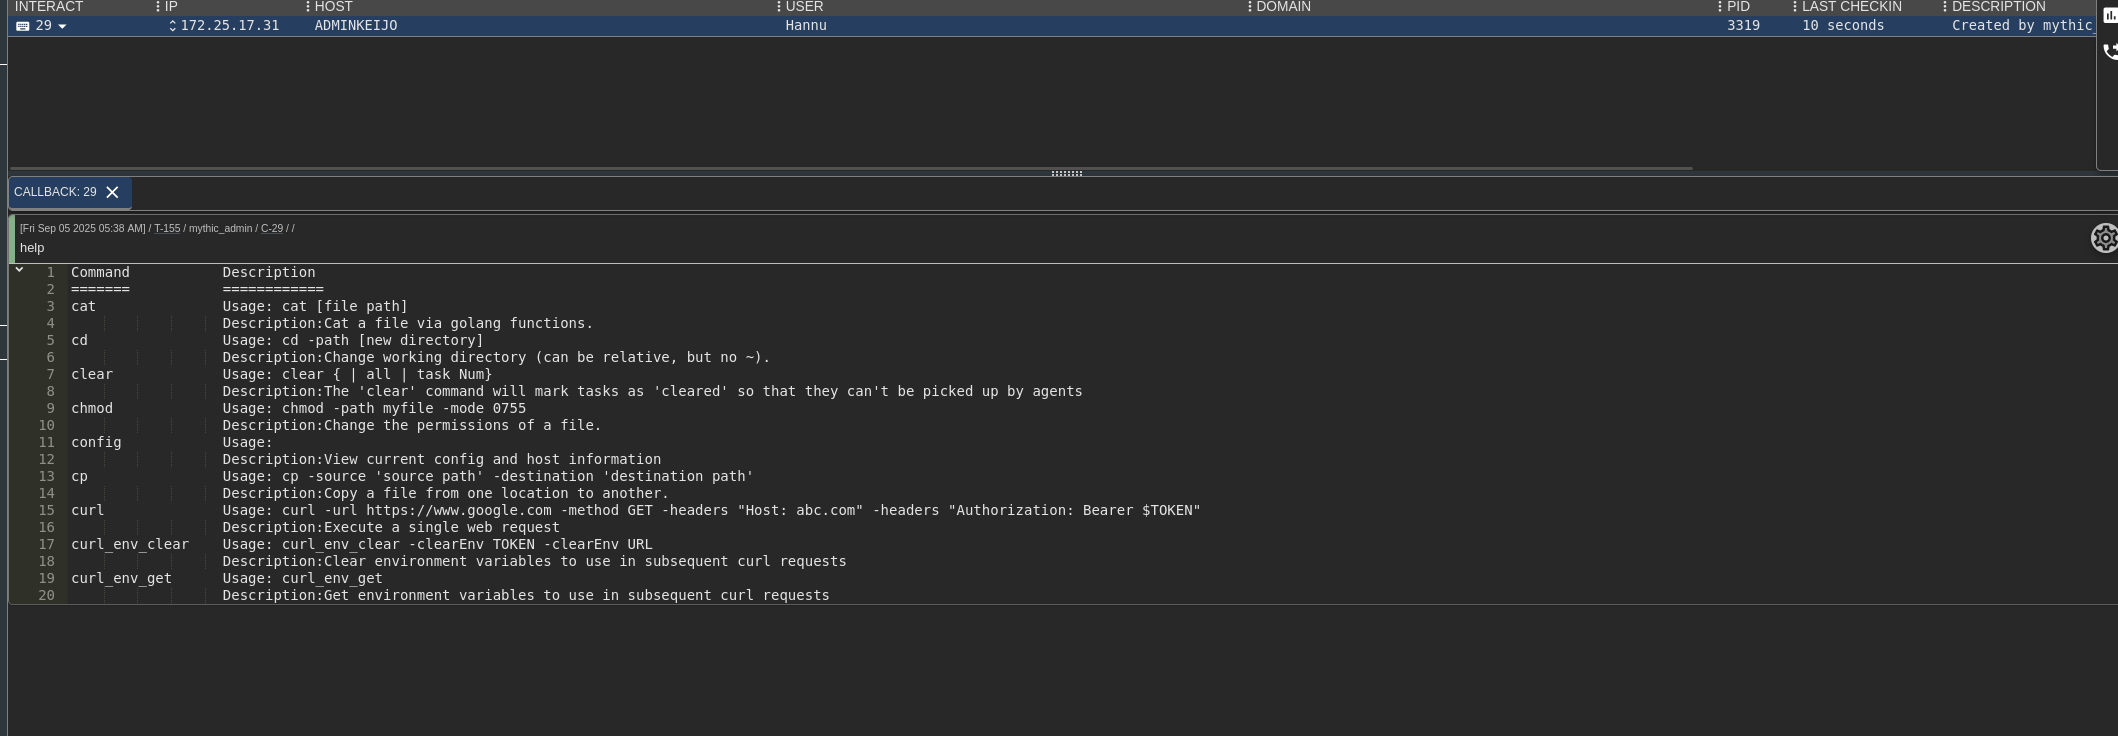 INTERACT IP HOST USER DOMAIN PID LAST CHECKIN DESCRIPTION
29 172.25.17.31 ADMINKEIJO Hannu 3319 10 seconds Created by mythic_
CALLBACK: 29
[Fri Sep 05 2025 05:38 AM] / T-155 / mythic_admin / C-29 / /
help
1 Command Description
2 ======= ============
3 cat Usage: cat [file path]
4 Description:Cat a file via golang functions.
5 cd Usage: cd -path [new directory]
6 Description:Change working directory (can be relative, but no ~).
7 clear Usage: clear { | all | task Num}
8 Description:The 'clear' command will mark tasks as 'cleared' so that they can't be picked up by agents
9 chmod Usage: chmod -path myfile -mode 0755
10 Description:Change the permissions of a file.
11 config Usage:
12 Description:View current config and host information
13 cp Usage: cp -source 'source path' -destination 'destination path'
14 Description:Copy a file from one location to another.
15 curl Usage: curl -url https://www.google.com -method GET -headers "Host: abc.com" -headers "Authorization: Bearer $TOKEN"
16 Description:Execute a single web request
17 curl_env_clear Usage: curl_env_clear -clearEnv TOKEN -clearEnv URL
18 Description:Clear environment variables to use in subsequent curl requests
19 curl_env_get Usage: curl_env_get
20 Description:Get environment variables to use in subsequent curl requests